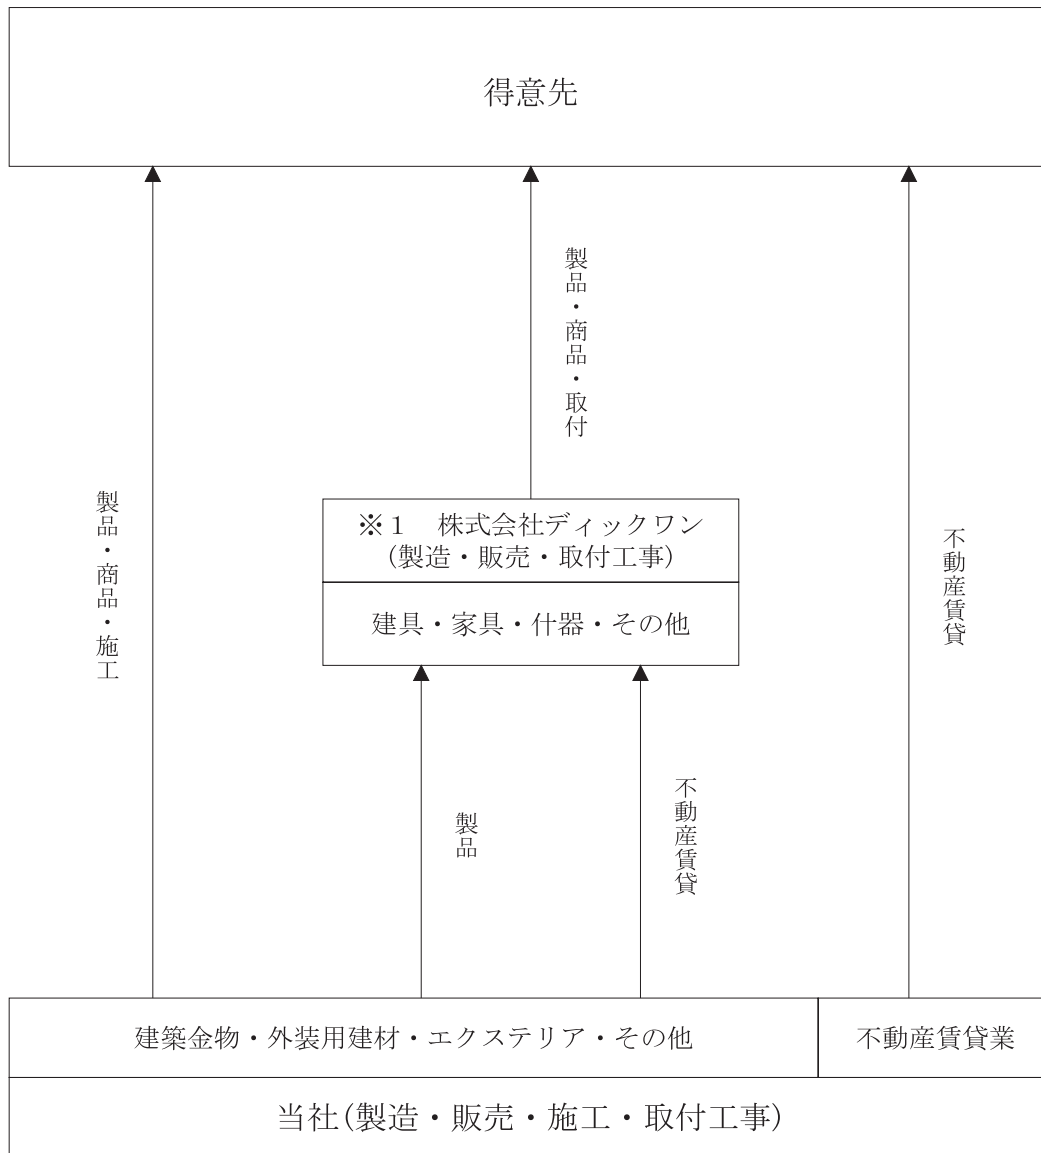 得意先
製品・商品・取付
製品・商品・施工
※１　株式会社ディックワン
(製造・販売・取付工事)
建具・家具・什器・その他
不動産賃貸
製品
不動産賃貸
建築金物・外装用建材・エクステリア・その他
不動産賃貸業
当社(製造・販売・施工・取付工事)